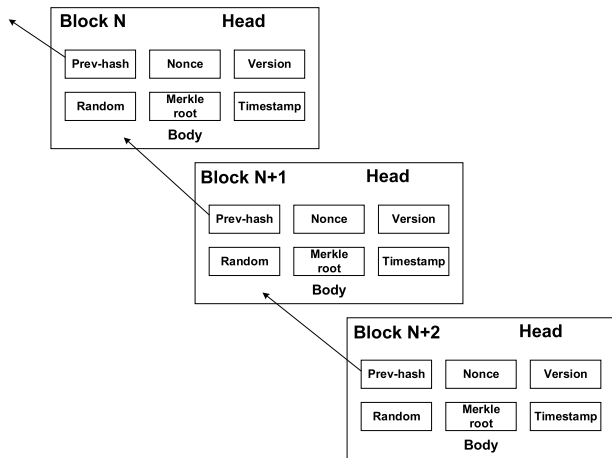 Block N Head
Prev-hash Nonce Version
Random Merkle root Timestamp
Body
Block N+1 Head
Prev-hash Nonce Version
Random Merkle root Timestamp
Body
Block N+2 Head
Prev-hash Nonce Version
Random Merkle root Timestamp
Body